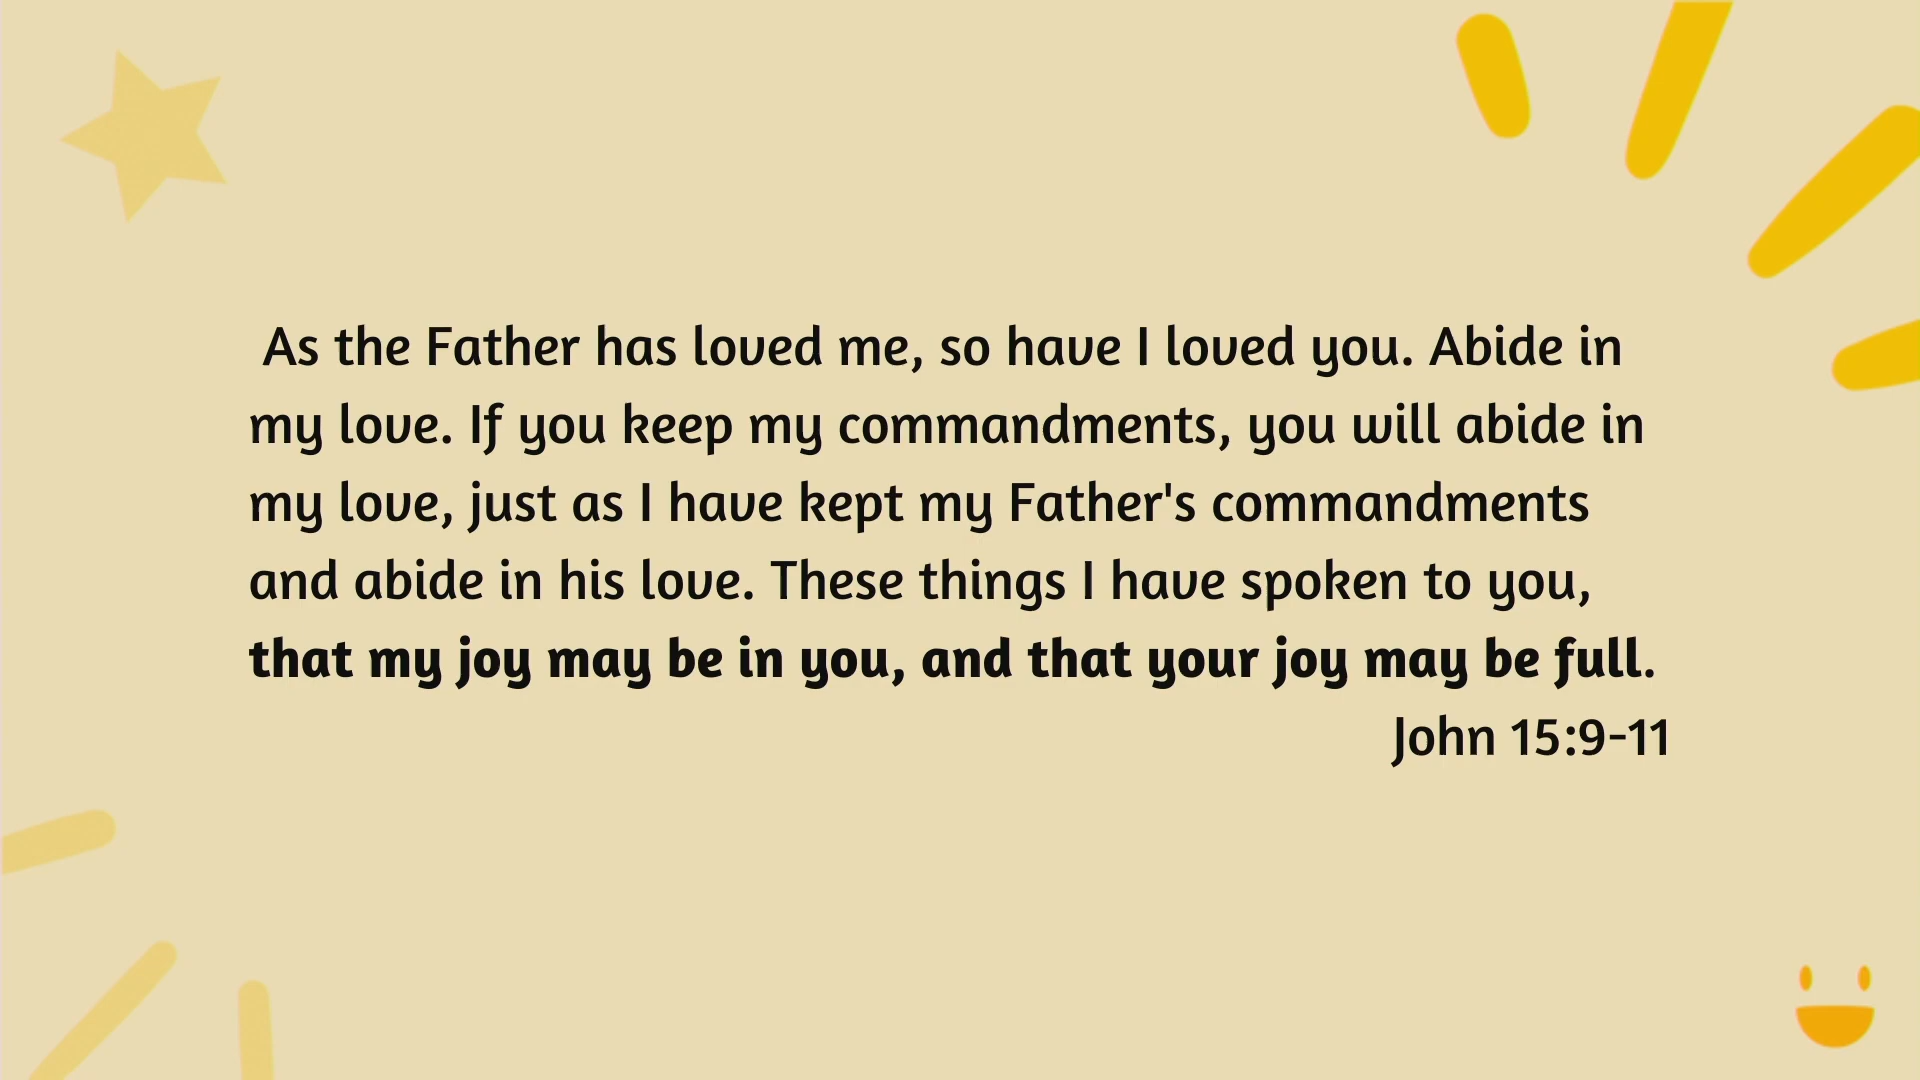 As the Father has loved me, so have I loved you. Abide in
my love. If you keep my commandments, you will abide in
my love, just as I have kept my Father's commandments
and abide in his love. These things I have spoken to you,
that my joy may be in you, and that your joy may be full.
John 15:9-11